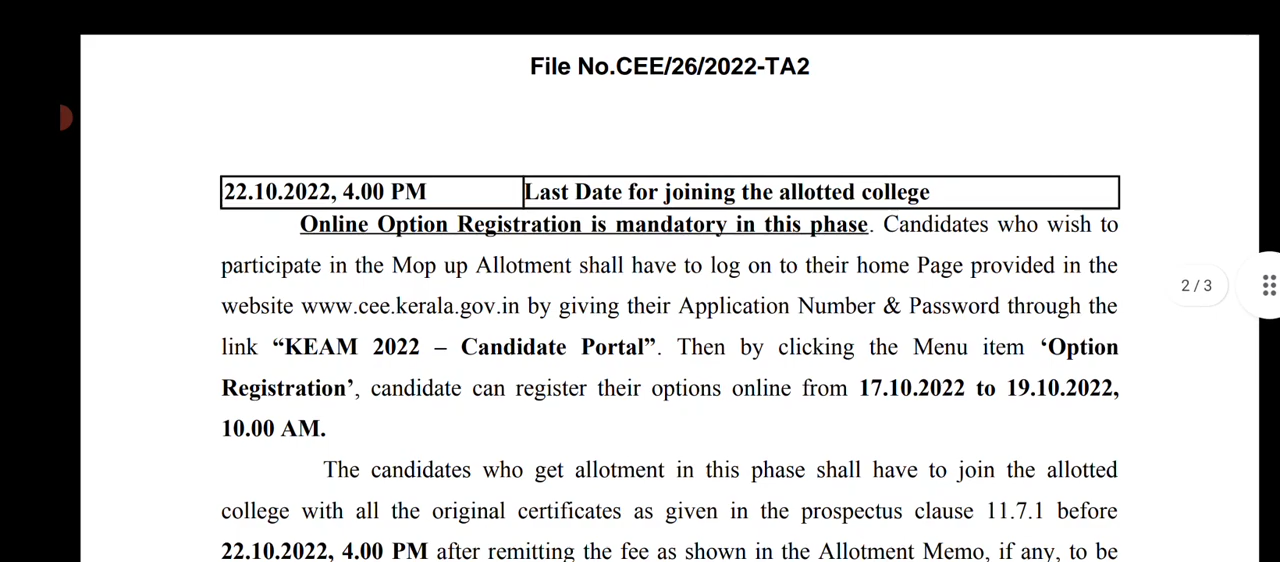 File No.CEE/26/2022-TA2
22.10.2022, 4.00 PM Last Date for joining the allotted college
Online Option Registration is mandatory in this phase. Candidates who wish to
participate in the Mop up Allotment shall have to log on to their home Page provided in the
website www.cee.kerala.gov.in by giving their Application Number & Password through the
link “KEAM 2022 – Candidate Portal”. Then by clicking the Menu item ‘Option
Registration’, candidate can register their options online from 17.10.2022 to 19.10.2022,
10.00 AM.
The candidates who get allotment in this phase shall have to join the allotted
college with all the original certificates as given in the prospectus clause 11.7.1 before
22.10.2022, 4.00 PM after remitting the fee as shown in the Allotment Memo, if any, to be
2 / 3